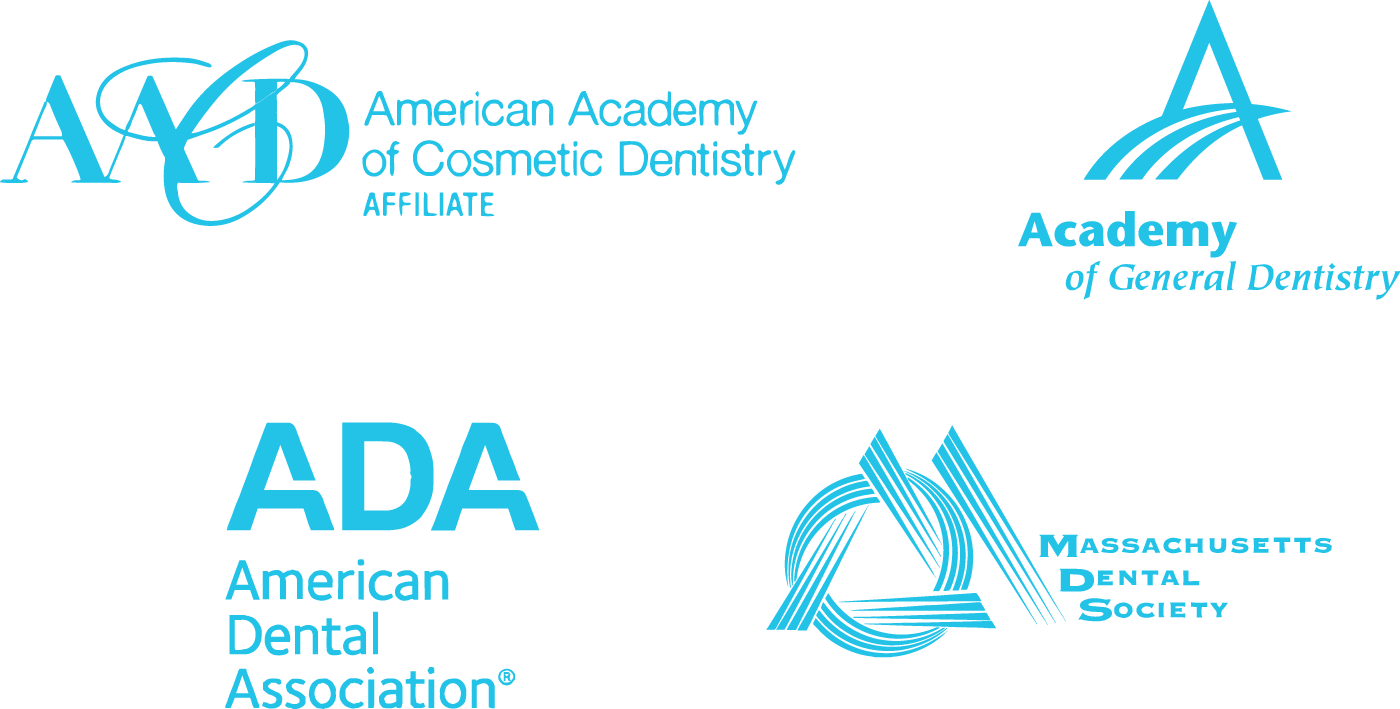 AACD
American Academy
of Cosmetic Dentistry
AFFILIATE
A
Academy
of General Dentistry
ADA
American
Dental
Association®
MASSACHUSETTS
DENTAL
SOCIETY